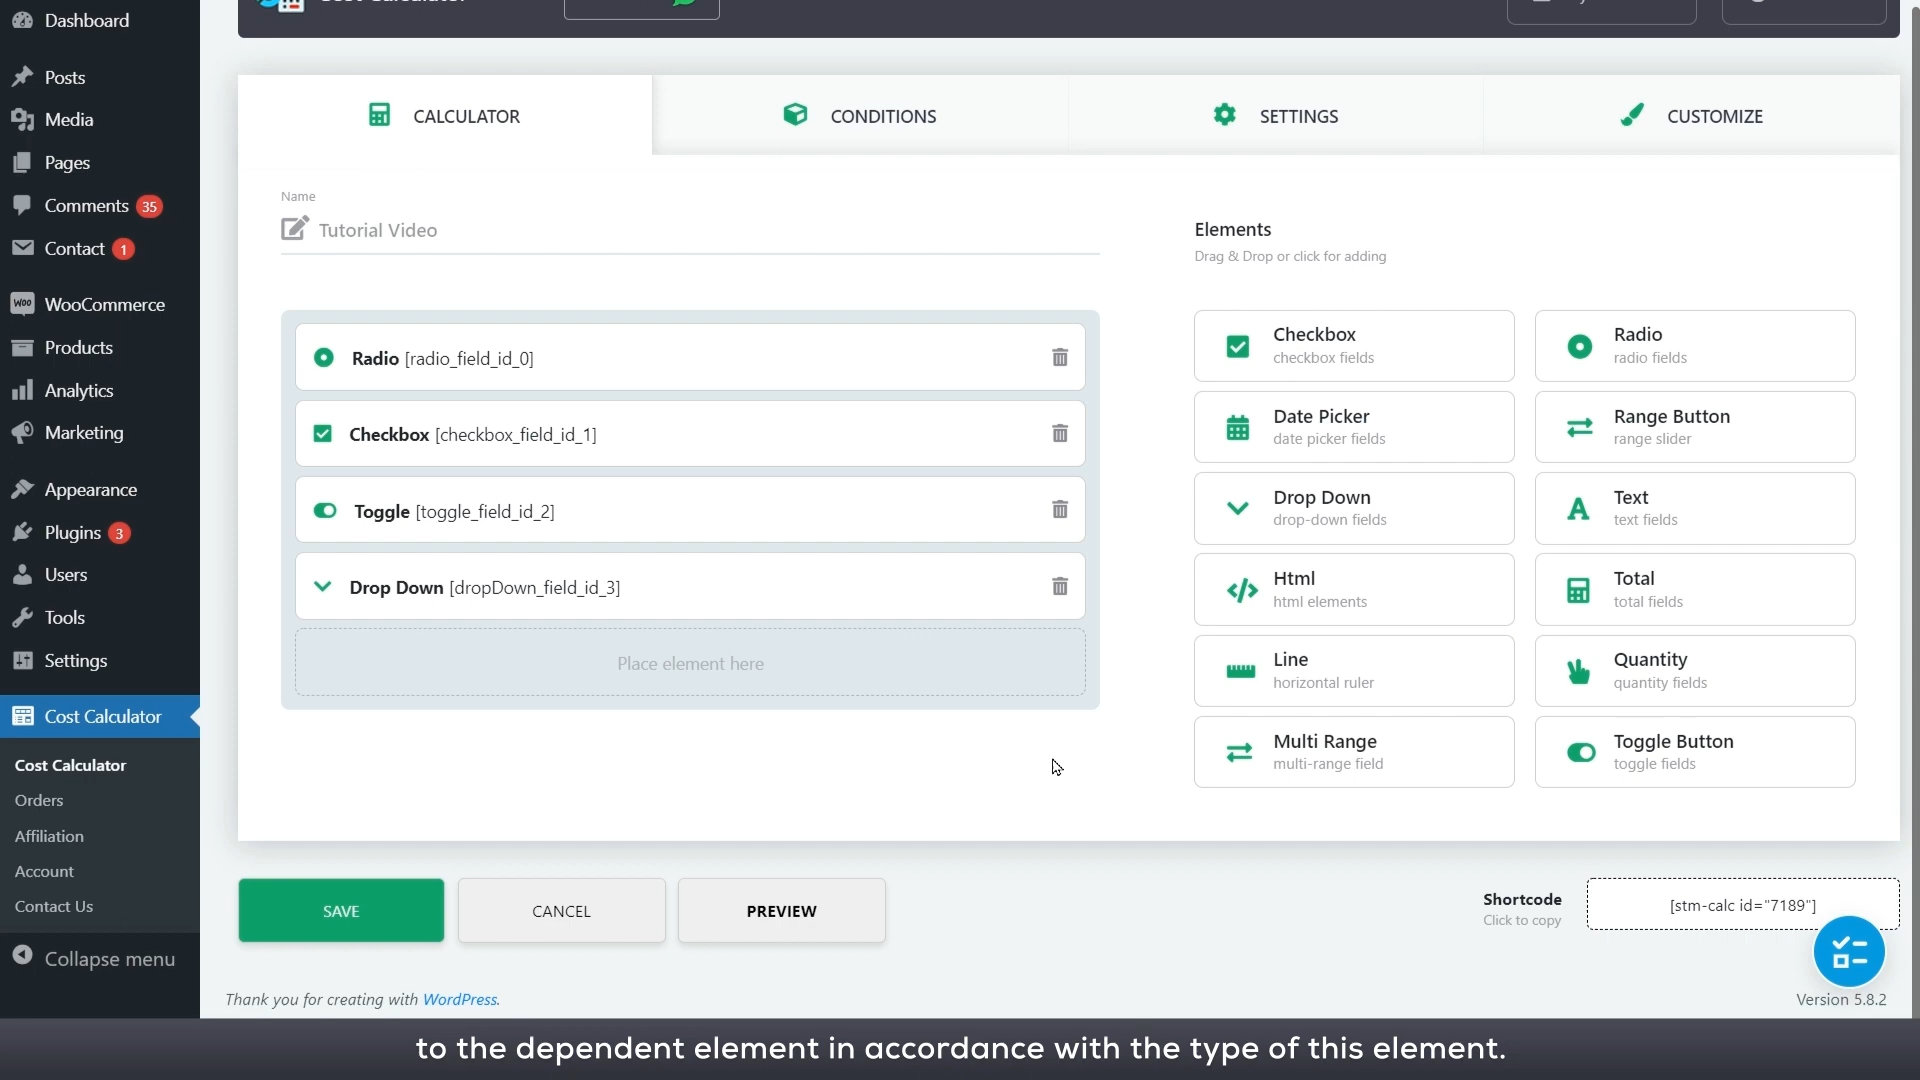 Dashboard
Posts
Media
Pages
Comments 35
Contact 1
WooCommerce
Products
Analytics
Marketing
Appearance
Plugins 3
Users
Tools
Settings
Cost Calculator
Cost Calculator
Orders
Affiliation
Account
Contact Us
Collapse menu
CALCULATOR
CONDITIONS
SETTINGS
CUSTOMIZE
Name
Tutorial Video
Radio [radio_field_id_0]
Checkbox [checkbox_field_id_1]
Toggle [toggle_field_id_2]
Drop Down [dropDown_field_id_3]
Place element here
Elements
Drag & Drop or click for adding
Checkbox
checkbox fields
Radio
radio fields
Date Picker
date picker fields
Range Button
range slider
Drop Down
drop-down fields
Text
text fields
Html
html elements
Total
total fields
Line
horizontal ruler
Quantity
quantity fields
Multi Range
multi-range field
Toggle Button
toggle fields
SAVE
CANCEL
PREVIEW
Shortcode
Click to copy
[stm-calc id="7189"]
Thank you for creating with WordPress.
Version 5.8.2
to the dependent element in accordance with the type of this element.